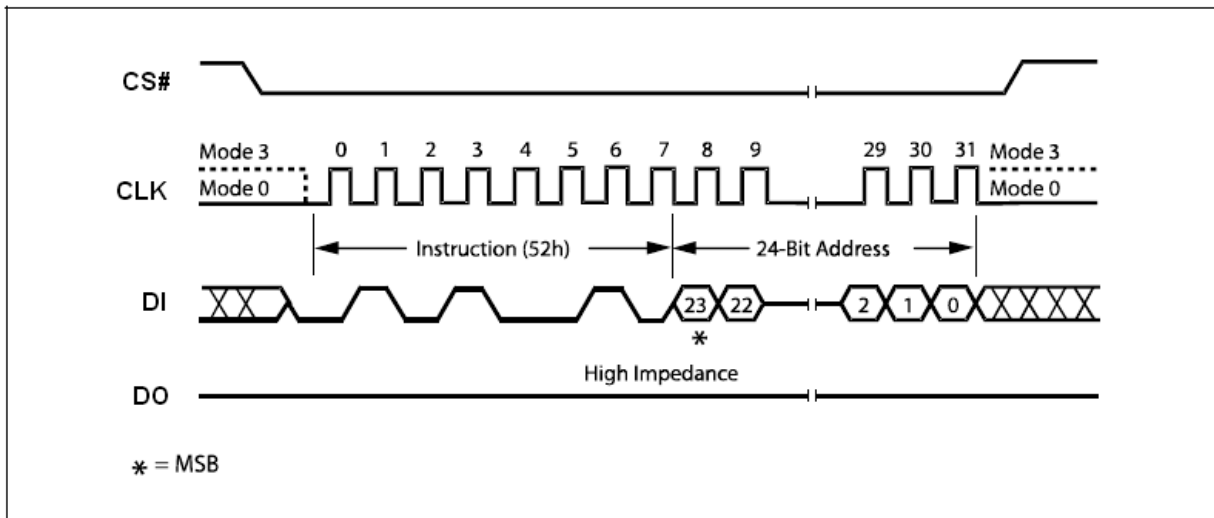 CS#
Mode 3 0 1 2 3 4 5 6 7 8 9 29 30 31 Mode 3
CLK Mode 0 Mode 0
Instruction (52h) 24-Bit Address
DI 23 22 2 1 0
*
High Impedance
DO
* = MSB